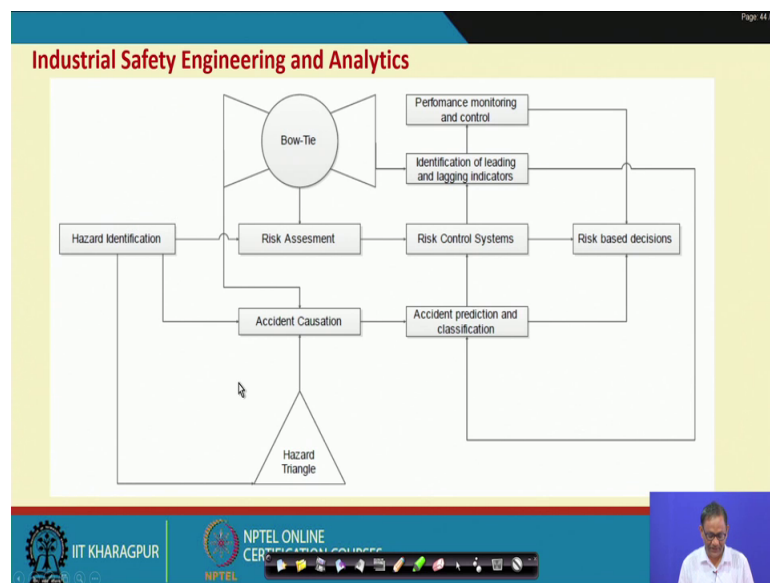 Page: 44
Industrial Safety Engineering and Analytics
Bow-Tie
Perfomance monitoring
and control
Identification of leading
and lagging indicators
Hazard Identification
Risk Assesment
Risk Control Systems
Risk based decisions
Accident Causation
Accident prediction and
classification
Hazard
Triangle
IIT KHARAGPUR
NPTEL
NPTEL ONLINE
CERTIFICATION COURSES